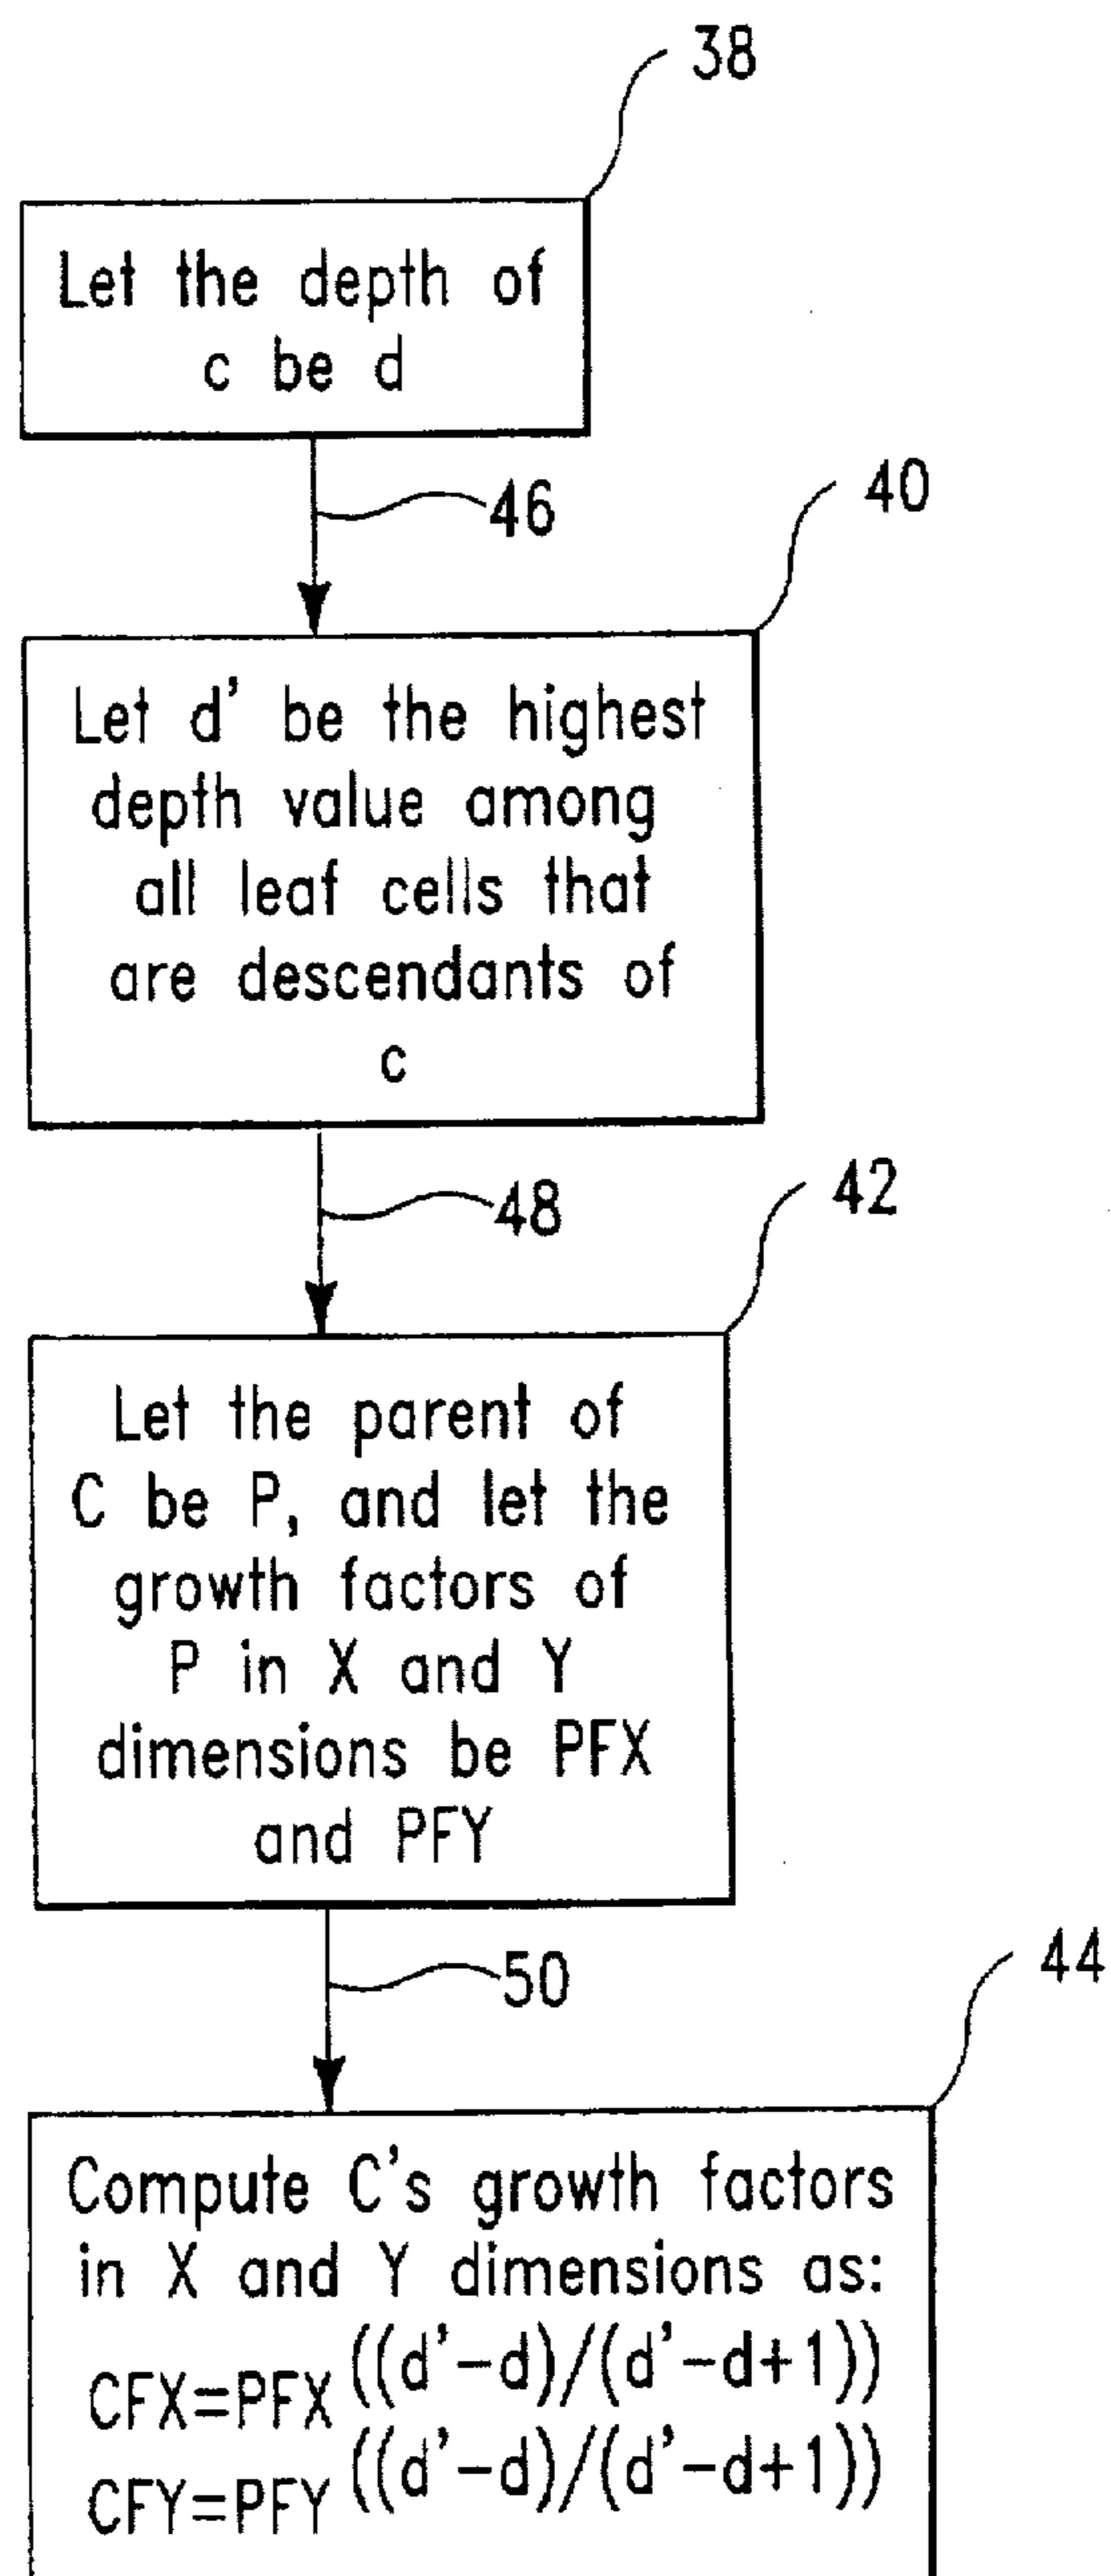 38
Let the depth of
c be d
46
40
Let d' be the highest
depth value among
all leaf cells that
are descendants of
c
48
42
Let the parent of
C be P, and let the
growth factors of
P in X and Y
dimensions be PFX
and PFY
50
44
Compute C's growth factors
in X and Y dimensions as:
CFX=PFX((d'-d)/(d'-d+1))
CFY=PFY((d'-d)/(d'-d+1))